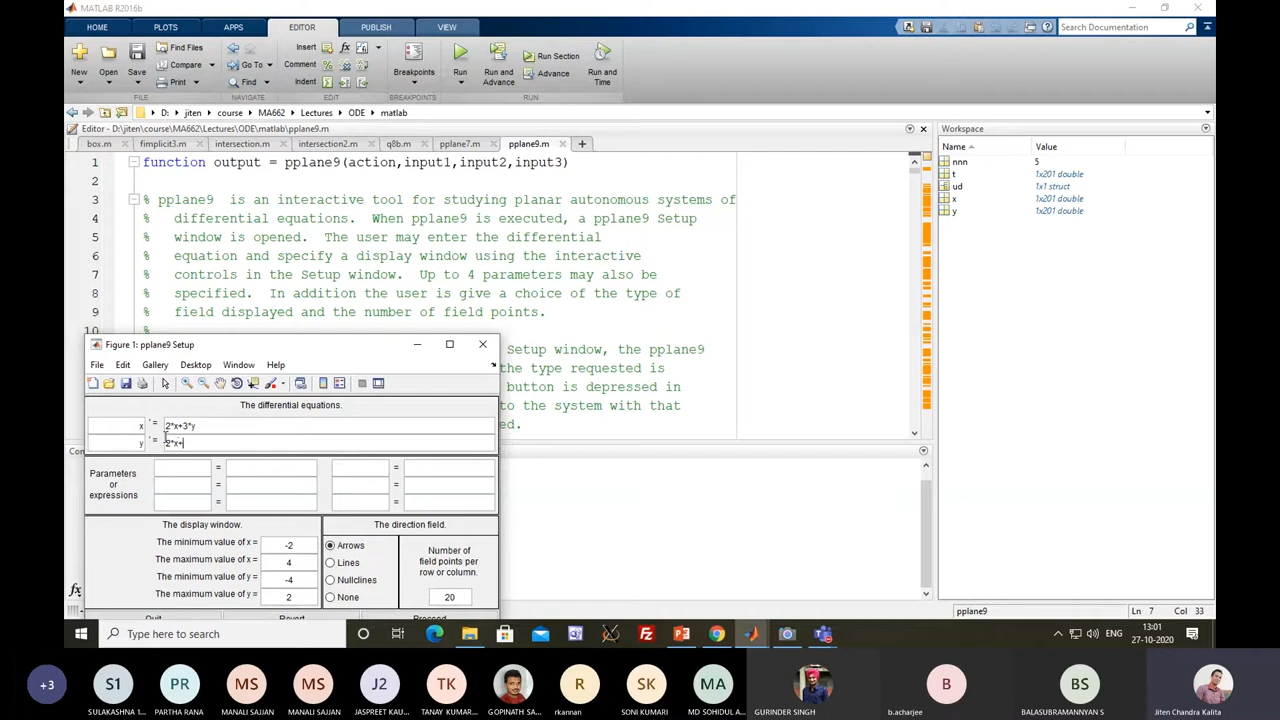 MATLAB R2016b
HOME PLOTS APPS EDITOR PUBLISH VIEW Search Documentation
New Open Save Find Files Compare Print Go To Find Insert Comment Indent fx Breakpoints Run Run and Advance Run Section Advance Run and Time
FILE NAVIGATE EDIT BREAKPOINTS RUN
D: jiten course MA662 Lectures ODE matlab
Editor - D:\jiten\course\MA662\Lectures\ODE\matlab\pplane9.m
box.m fimplicit3.m intersection.m intersection2.m q8b.m pplane7.m pplane9.m
1 function output = pplane9(action,input1,input2,input3)
2
3 % pplane9 is an interactive tool for studying planar autonomous systems of
4 % differential equations. When pplane9 is executed, a pplane9 Setup
5 % window is opened. The user may enter the differential
6 % equation and specify a display window using the interactive
7 % controls in the Setup window. Up to 4 parameters may also be
8 % specified. In addition the user is give a choice of the type of
9 % field displayed and the number of field points.
10 %
Setup window, the pplane9
the type requested is
button is depressed in
to the system with that
ed.
Workspace
Name Value
nnn 5
t 1x201 double
ud 1x1 struct
x 1x201 double
y 1x201 double
Figure 1: pplane9 Setup
File Edit Gallery Desktop Window Help
The differential equations.
x ' = 2*x+3*y
y ' = 2*x+
Parameters or expressions = =
= =
= =
The display window.
The minimum value of x = -2
The maximum value of x = 4
The minimum value of y = -4
The maximum value of y = 2
The direction field.
Arrows
Lines
Nullclines
None
Number of field points per row or column.
20
Quit Revert Proceed
Com
fx
pplane9 Ln 7 Col 33
Type here to search
ENG 13:01 27-10-2020
+3 S1 PR MS MS J2 TK R SK MA B BS
SULAKSHNA 1... PARTHA RANA MANALI SAJJAN MANALI SAJJAN JASPREET KAU... TANAY KUMAR... GOPINATH SA... rkannan SONI KUMARI MD SOHIDUL A... GURINDER SINGH b.acharjee BALASUBRAMANNYAN S Jiten Chandra Kalita